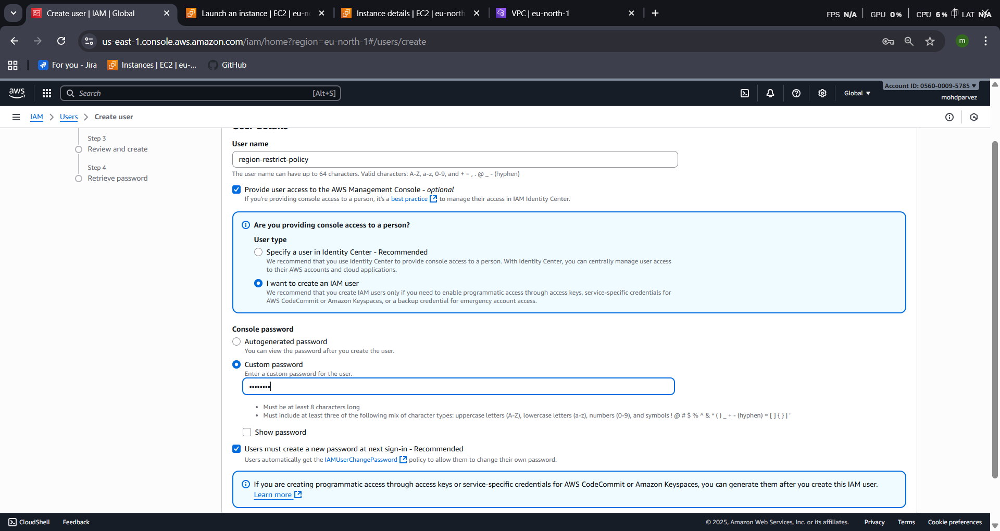 Create user | IAM | Global
Launch an instance | EC2 | eu-no
Instance details | EC2 | eu-north
VPC | eu-north-1
FPS N/A
GPU 0%
CPU 6%
LAT N/A
us-east-1.console.aws.amazon.com/iam/home?region=eu-north-1#/users/create
m
For you - Jira
Instances | EC2 | eu-...
GitHub
aws
Search
[Alt+S]
Global
Account ID: 0560-0009-5785
mohdparvez
IAM
Users
Create user
Step 3
Review and create
Step 4
Retrieve password
User details
User name
region-restrict-policy
The user name can have up to 64 characters. Valid characters: A-Z, a-z, 0-9, and + = , . @ _ - (hyphen)
Provide user access to the AWS Management Console - optional
If you're providing console access to a person, it's a best practice to manage their access in IAM Identity Center.
Are you providing console access to a person?
User type
Specify a user in Identity Center - Recommended
We recommend that you use Identity Center to provide console access to a person. With Identity Center, you can centrally manage user access
to their AWS accounts and cloud applications.
I want to create an IAM user
We recommend that you create IAM users only if you need to enable programmatic access through access keys, service-specific credentials for
AWS CodeCommit or Amazon Keyspaces, or a backup credential for emergency account access.
Console password
Autogenerated password
You can view the password after you create the user.
Custom password
Enter a custom password for the user.
••••••••
• Must be at least 8 characters long
• Must include at least three of the following mix of character types: uppercase letters (A-Z), lowercase letters (a-z), numbers (0-9), and symbols ! @ # $ % ^ & * ( ) _ + - (hyphen) = [ ] { } | '
Show password
Users must create a new password at next sign-in - Recommended
Users automatically get the IAMUserChangePassword policy to allow them to change their own password.
If you are creating programmatic access through access keys or service-specific credentials for AWS CodeCommit or Amazon Keyspaces, you can generate them after you create this IAM user.
Learn more
CloudShell
Feedback
© 2025, Amazon Web Services, Inc. or its affiliates.
Privacy
Terms
Cookie preferences